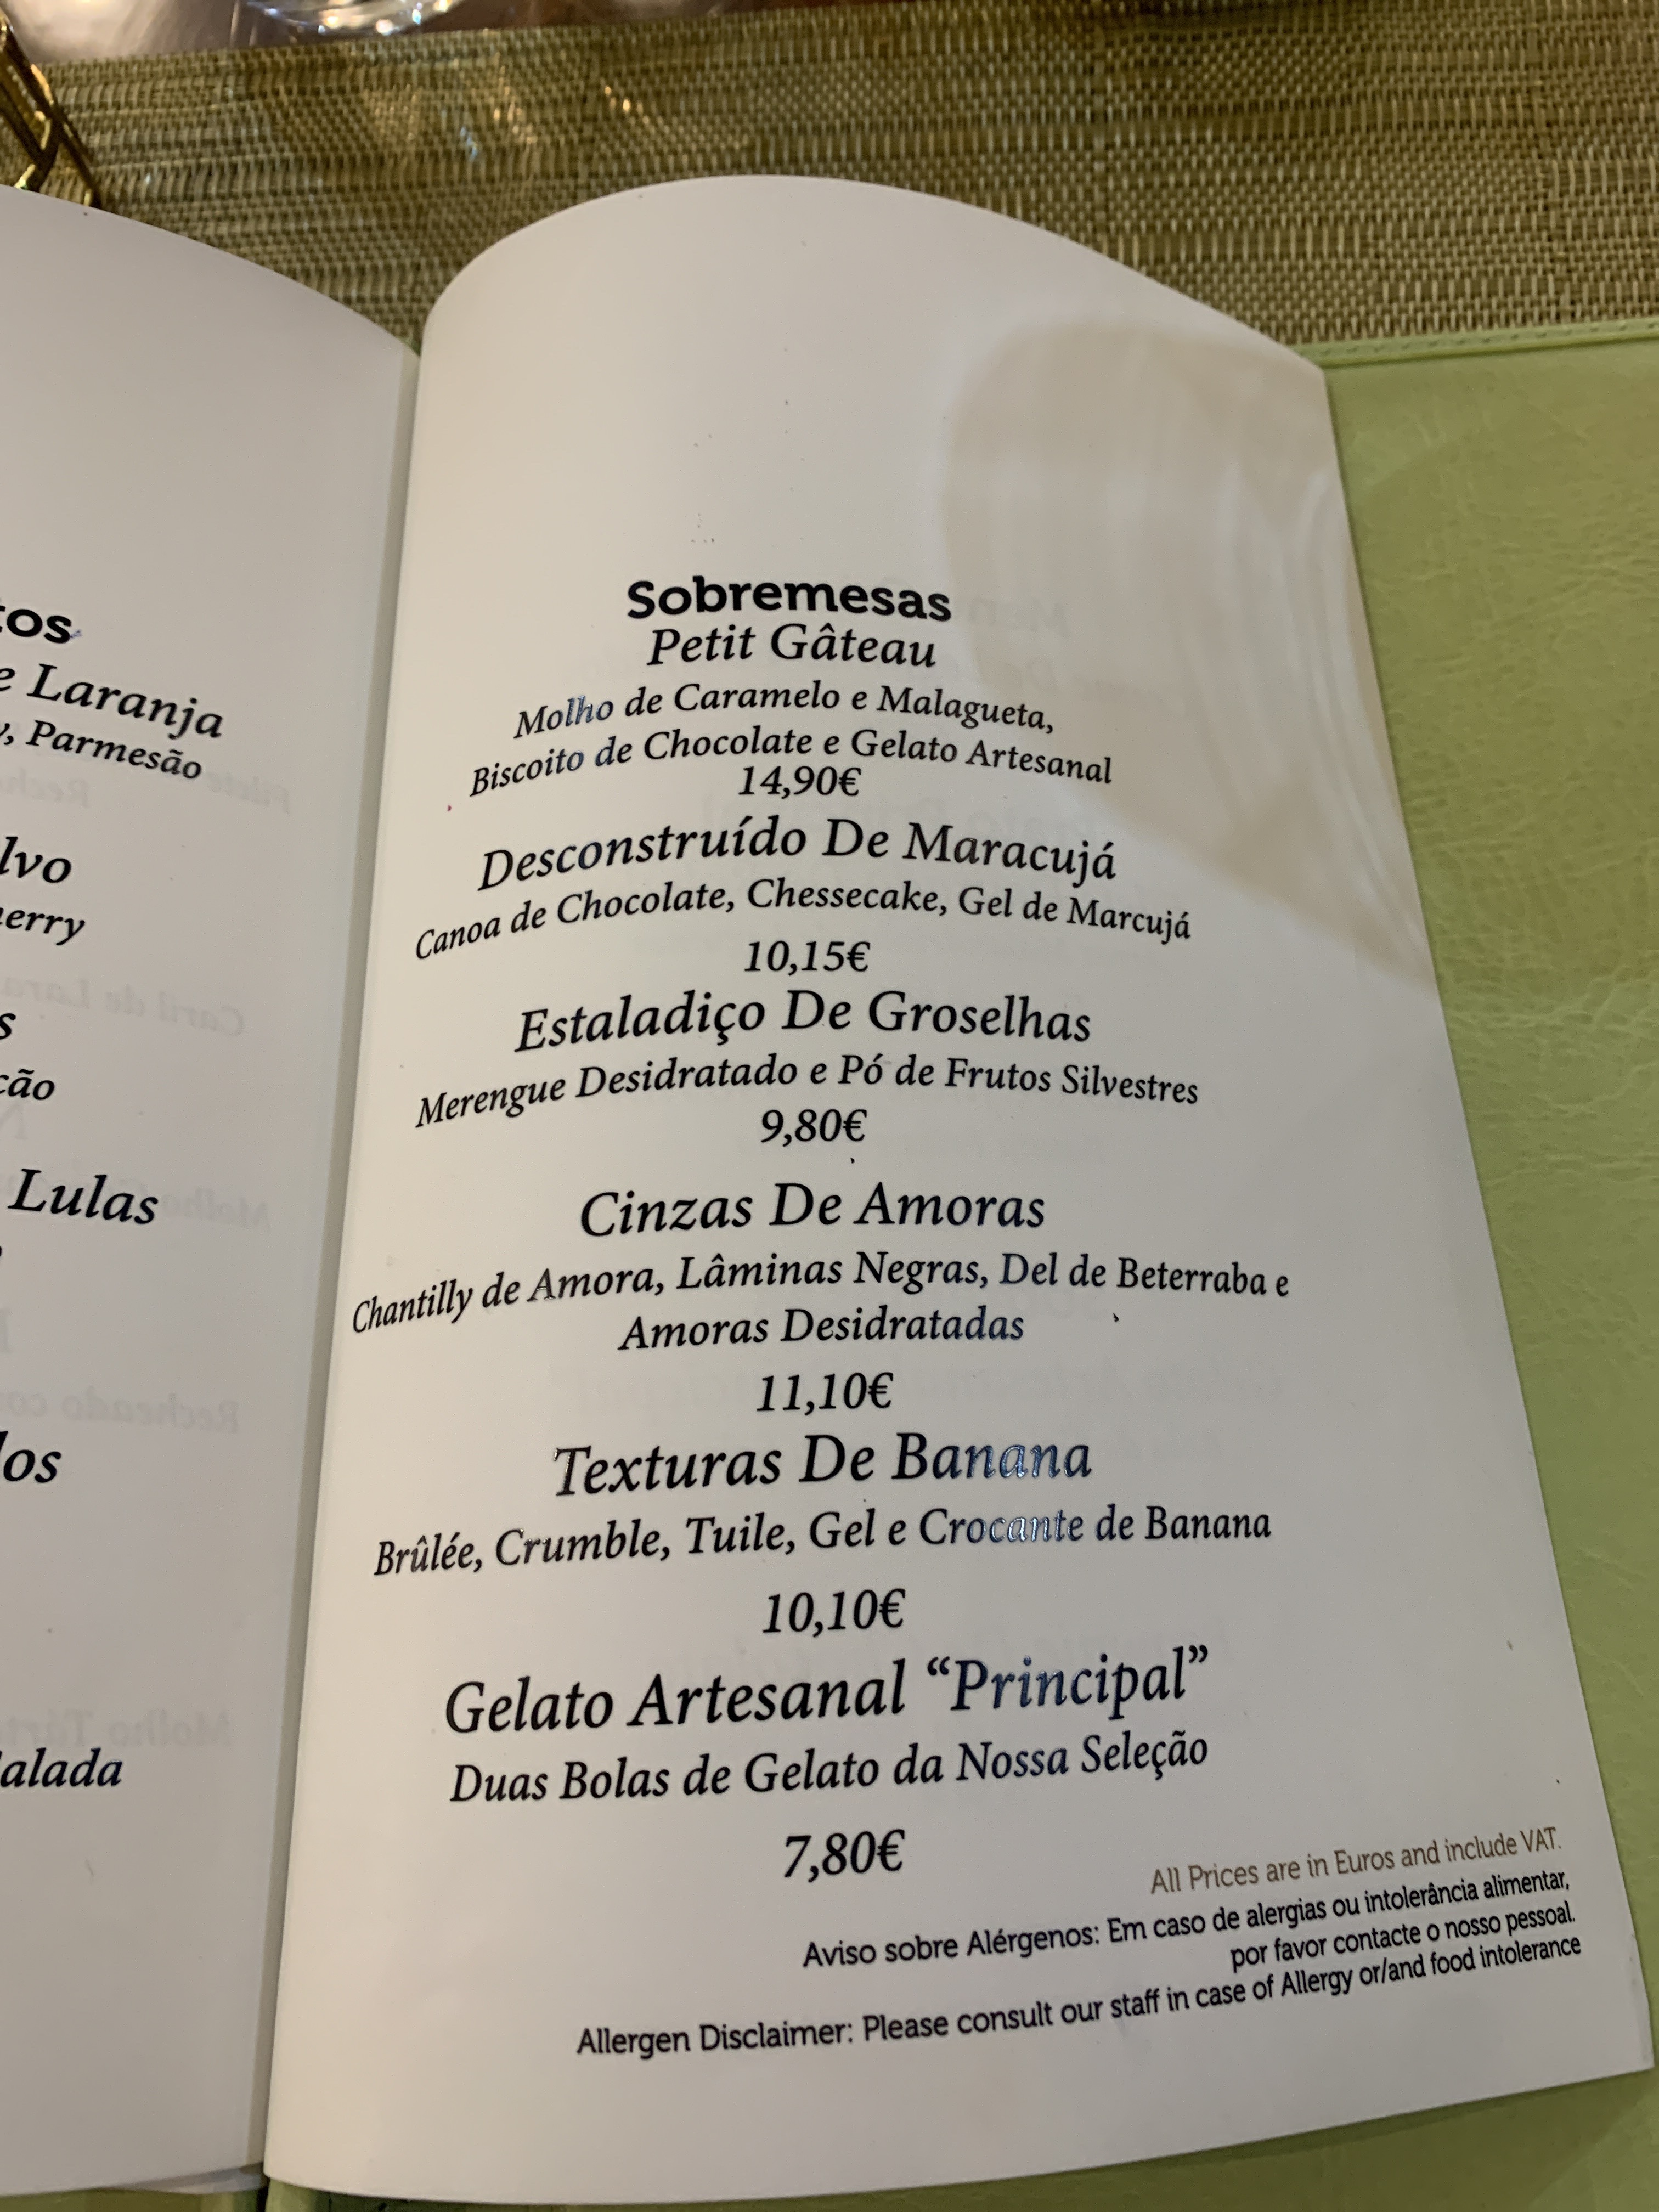 tos
e Laranja
, Parmesão
lvo
erry
s
ção
Lulas
os
alada
Sobremesas
Petit Gâteau
Molho de Caramelo e Malagueta,
Biscoito de Chocolate e Gelato Artesanal
14,90€
Desconstruído De Maracujá
Canoa de Chocolate, Chessecake, Gel de Marcujá
10,15€
Estaladiço De Groselhas
Merengue Desidratado e Pó de Frutos Silvestres
9,80€
Cinzas De Amoras
Chantilly de Amora, Lâminas Negras, Del de Beterraba e
Amoras Desidratadas
11,10€
Texturas De Banana
Brûlée, Crumble, Tuile, Gel e Crocante de Banana
10,10€
Gelato Artesanal “Principal”
Duas Bolas de Gelato da Nossa Seleção
7,80€
All Prices are in Euros and include VAT.
Aviso sobre Alérgenos: Em caso de alergias ou intolerância alimentar,
por favor contacte o nosso pessoal.
Allergen Disclaimer: Please consult our staff in case of Allergy or/and food intolerance